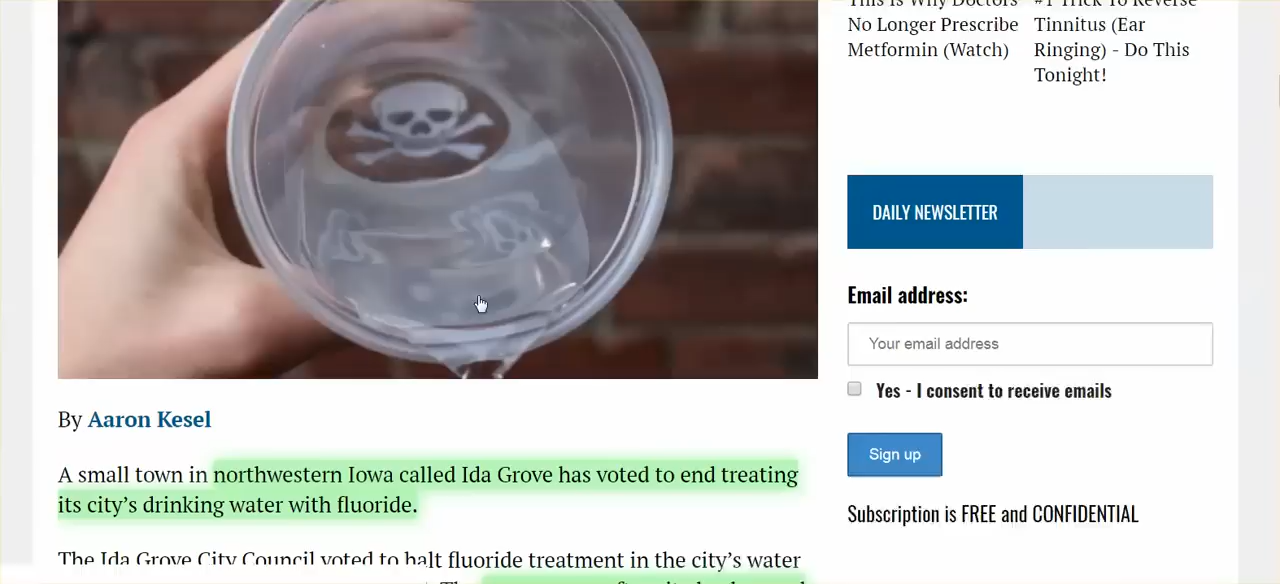 This Is Why Doctors
No Longer Prescribe
Metformin (Watch)
#1 Trick To Reverse
Tinnitus (Ear
Ringing) - Do This
Tonight!
DAILY NEWSLETTER
Email address:
Your email address
Yes - I consent to receive emails
Sign up
Subscription is FREE and CONFIDENTIAL
By Aaron Kesel
A small town in northwestern Iowa called Ida Grove has voted to end treating
its city’s drinking water with fluoride.
The Ida Grove City Council voted to halt fluoride treatment in the city’s water